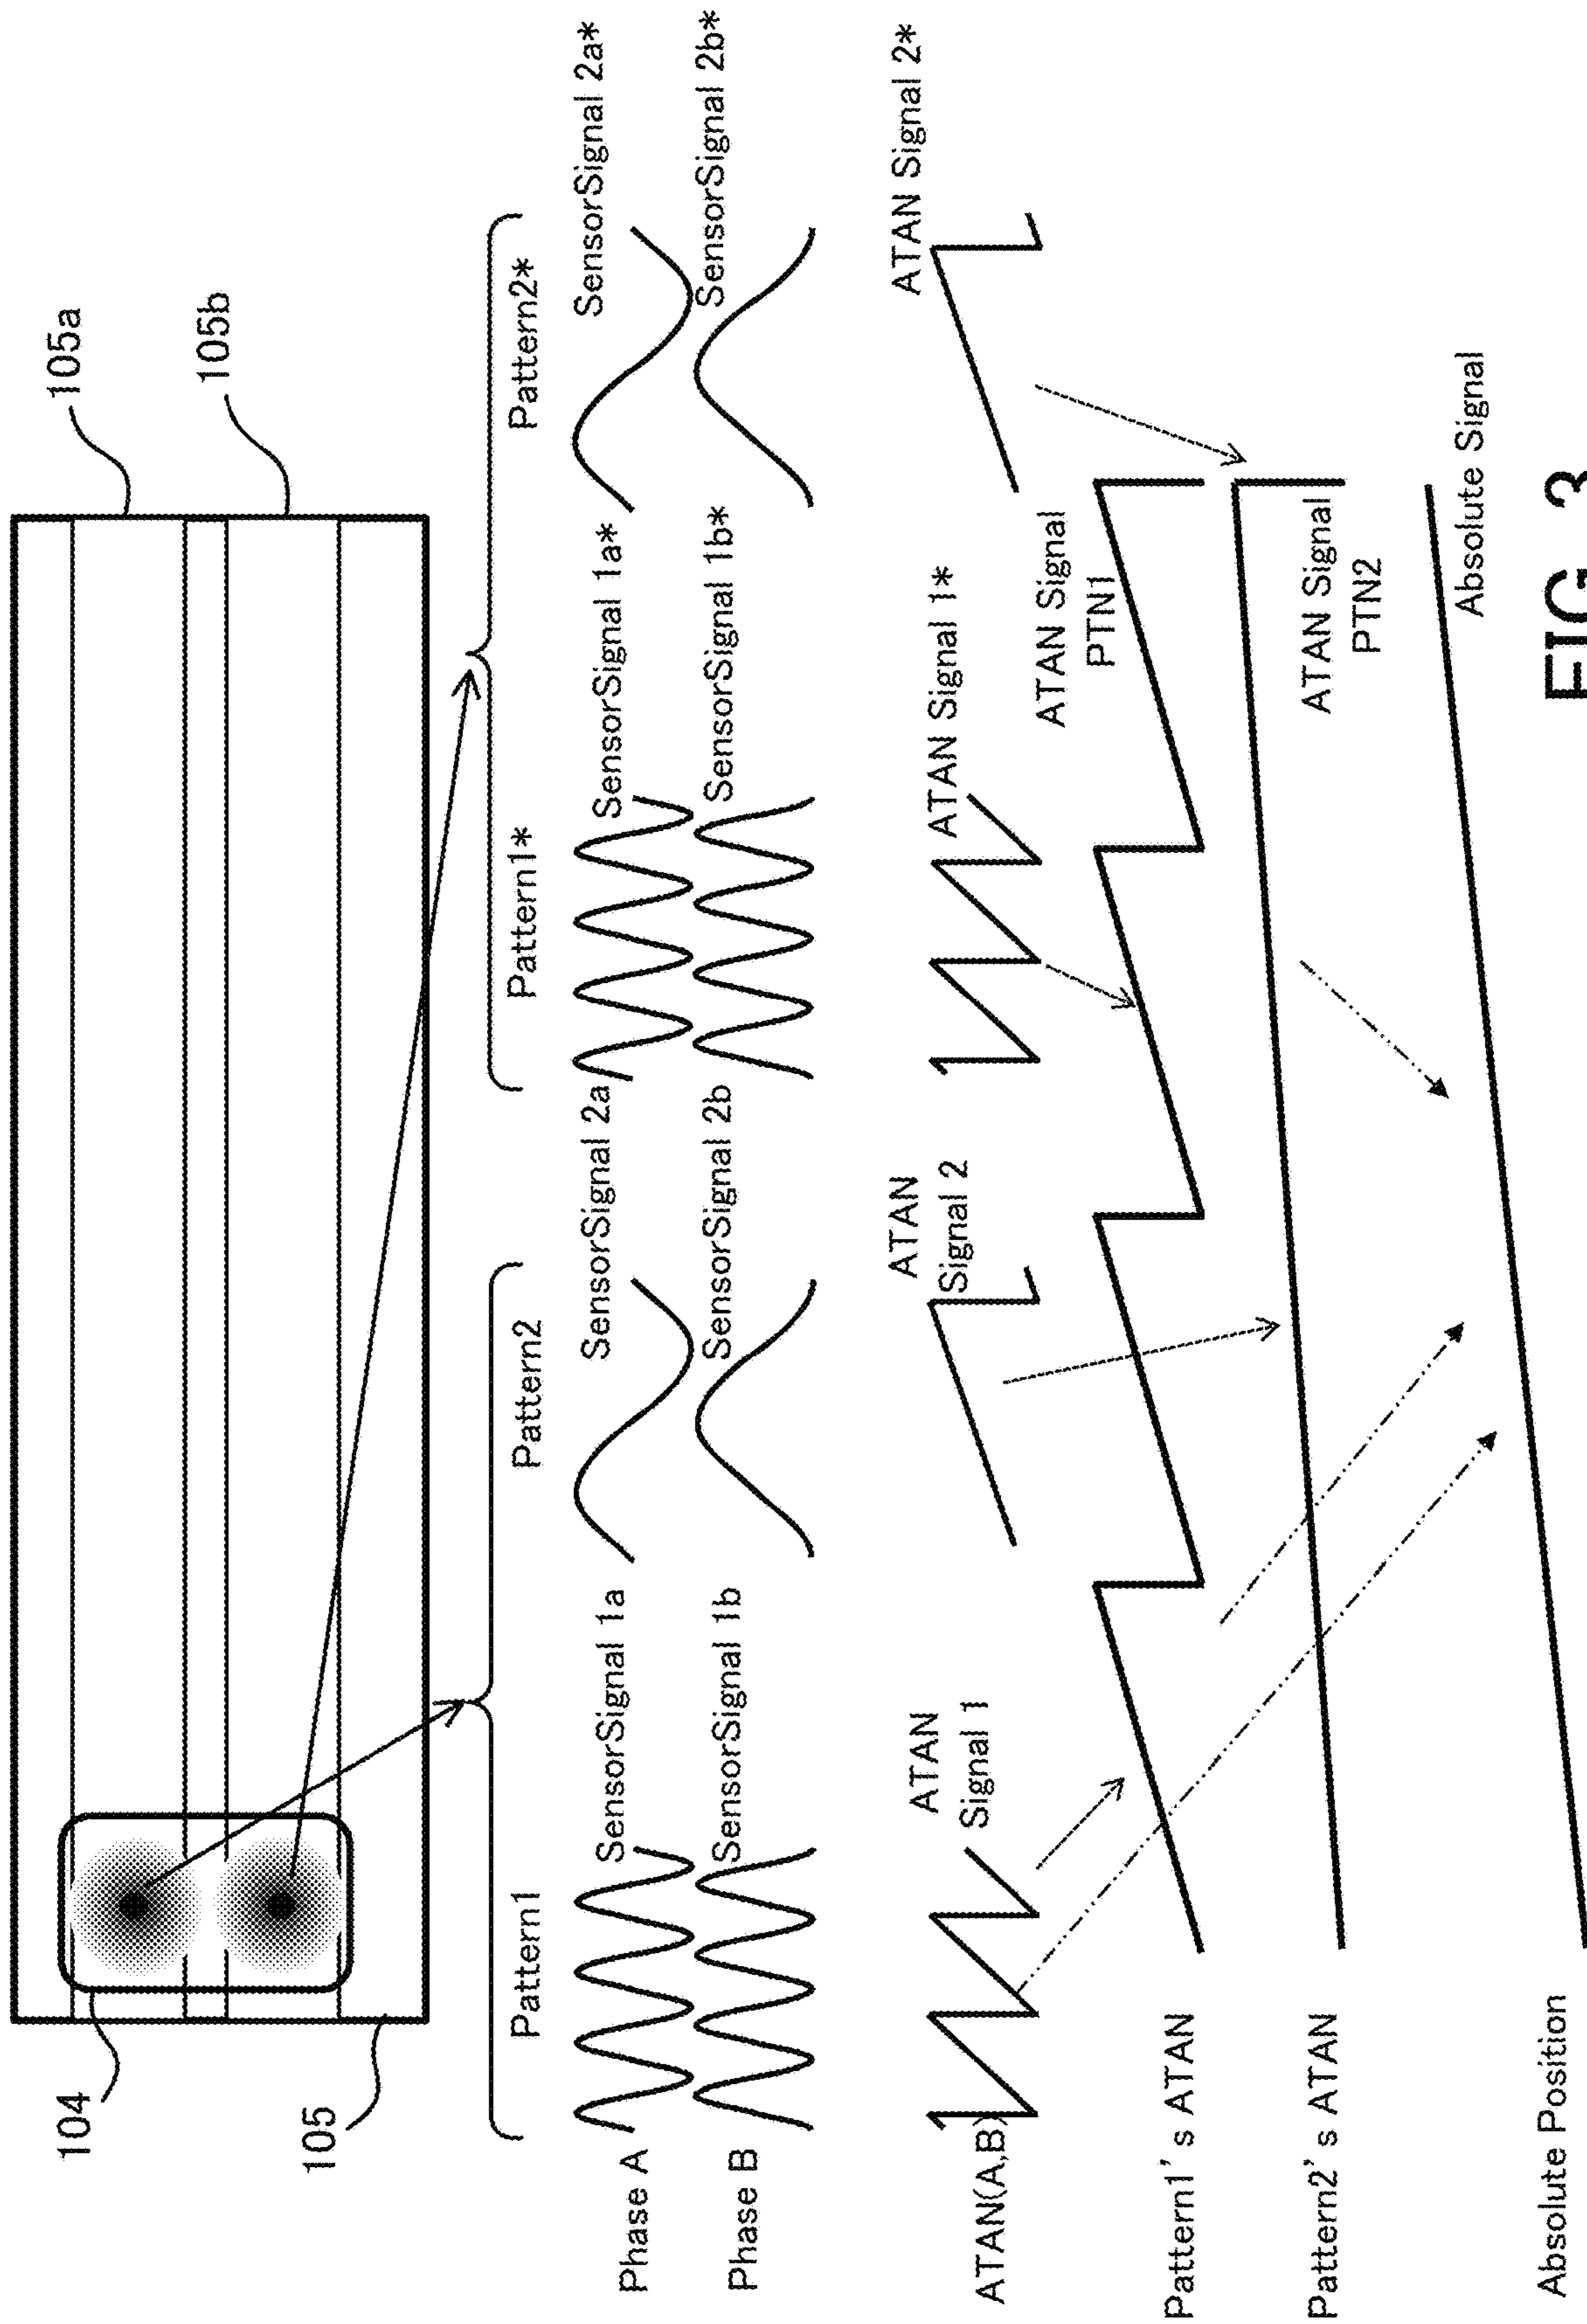 104
105
105a
105b
Pattern1
Pattern2
Pattern1*
Pattern2*
Phase A
SensorSignal 1a
SensorSignal 2a
SensorSignal 1a*
SensorSignal 2a*
Phase B
SensorSignal 1b
SensorSignal 2b
SensorSignal 1b*
SensorSignal 2b*
ATAN(A,B)
ATAN
Signal 1
ATAN
Signal 2
ATAN Signal 1*
ATAN Signal 2*
Pattern1's ATAN
ATAN Signal
PTN1
Pattern2's ATAN
ATAN Signal
PTN2
Absolute Position
Absolute Signal
FIG. 3